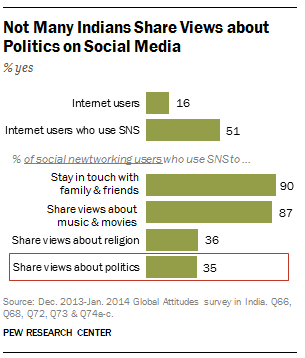 Not Many Indians Share Views about
Politics on Social Media
% yes
Internet users 16
Internet users who use SNS 51
% of social newtworking users who use SNS to ...
Stay in touch with
family & friends 90
Share views about
music & movies 87
Share views about religion 36
Share views about politics 35
Source: Dec. 2013-Jan. 2014 Global Attitudes survey in India. Q66,
Q68, Q72, Q73 & Q74a-c.
PEW RESEARCH CENTER